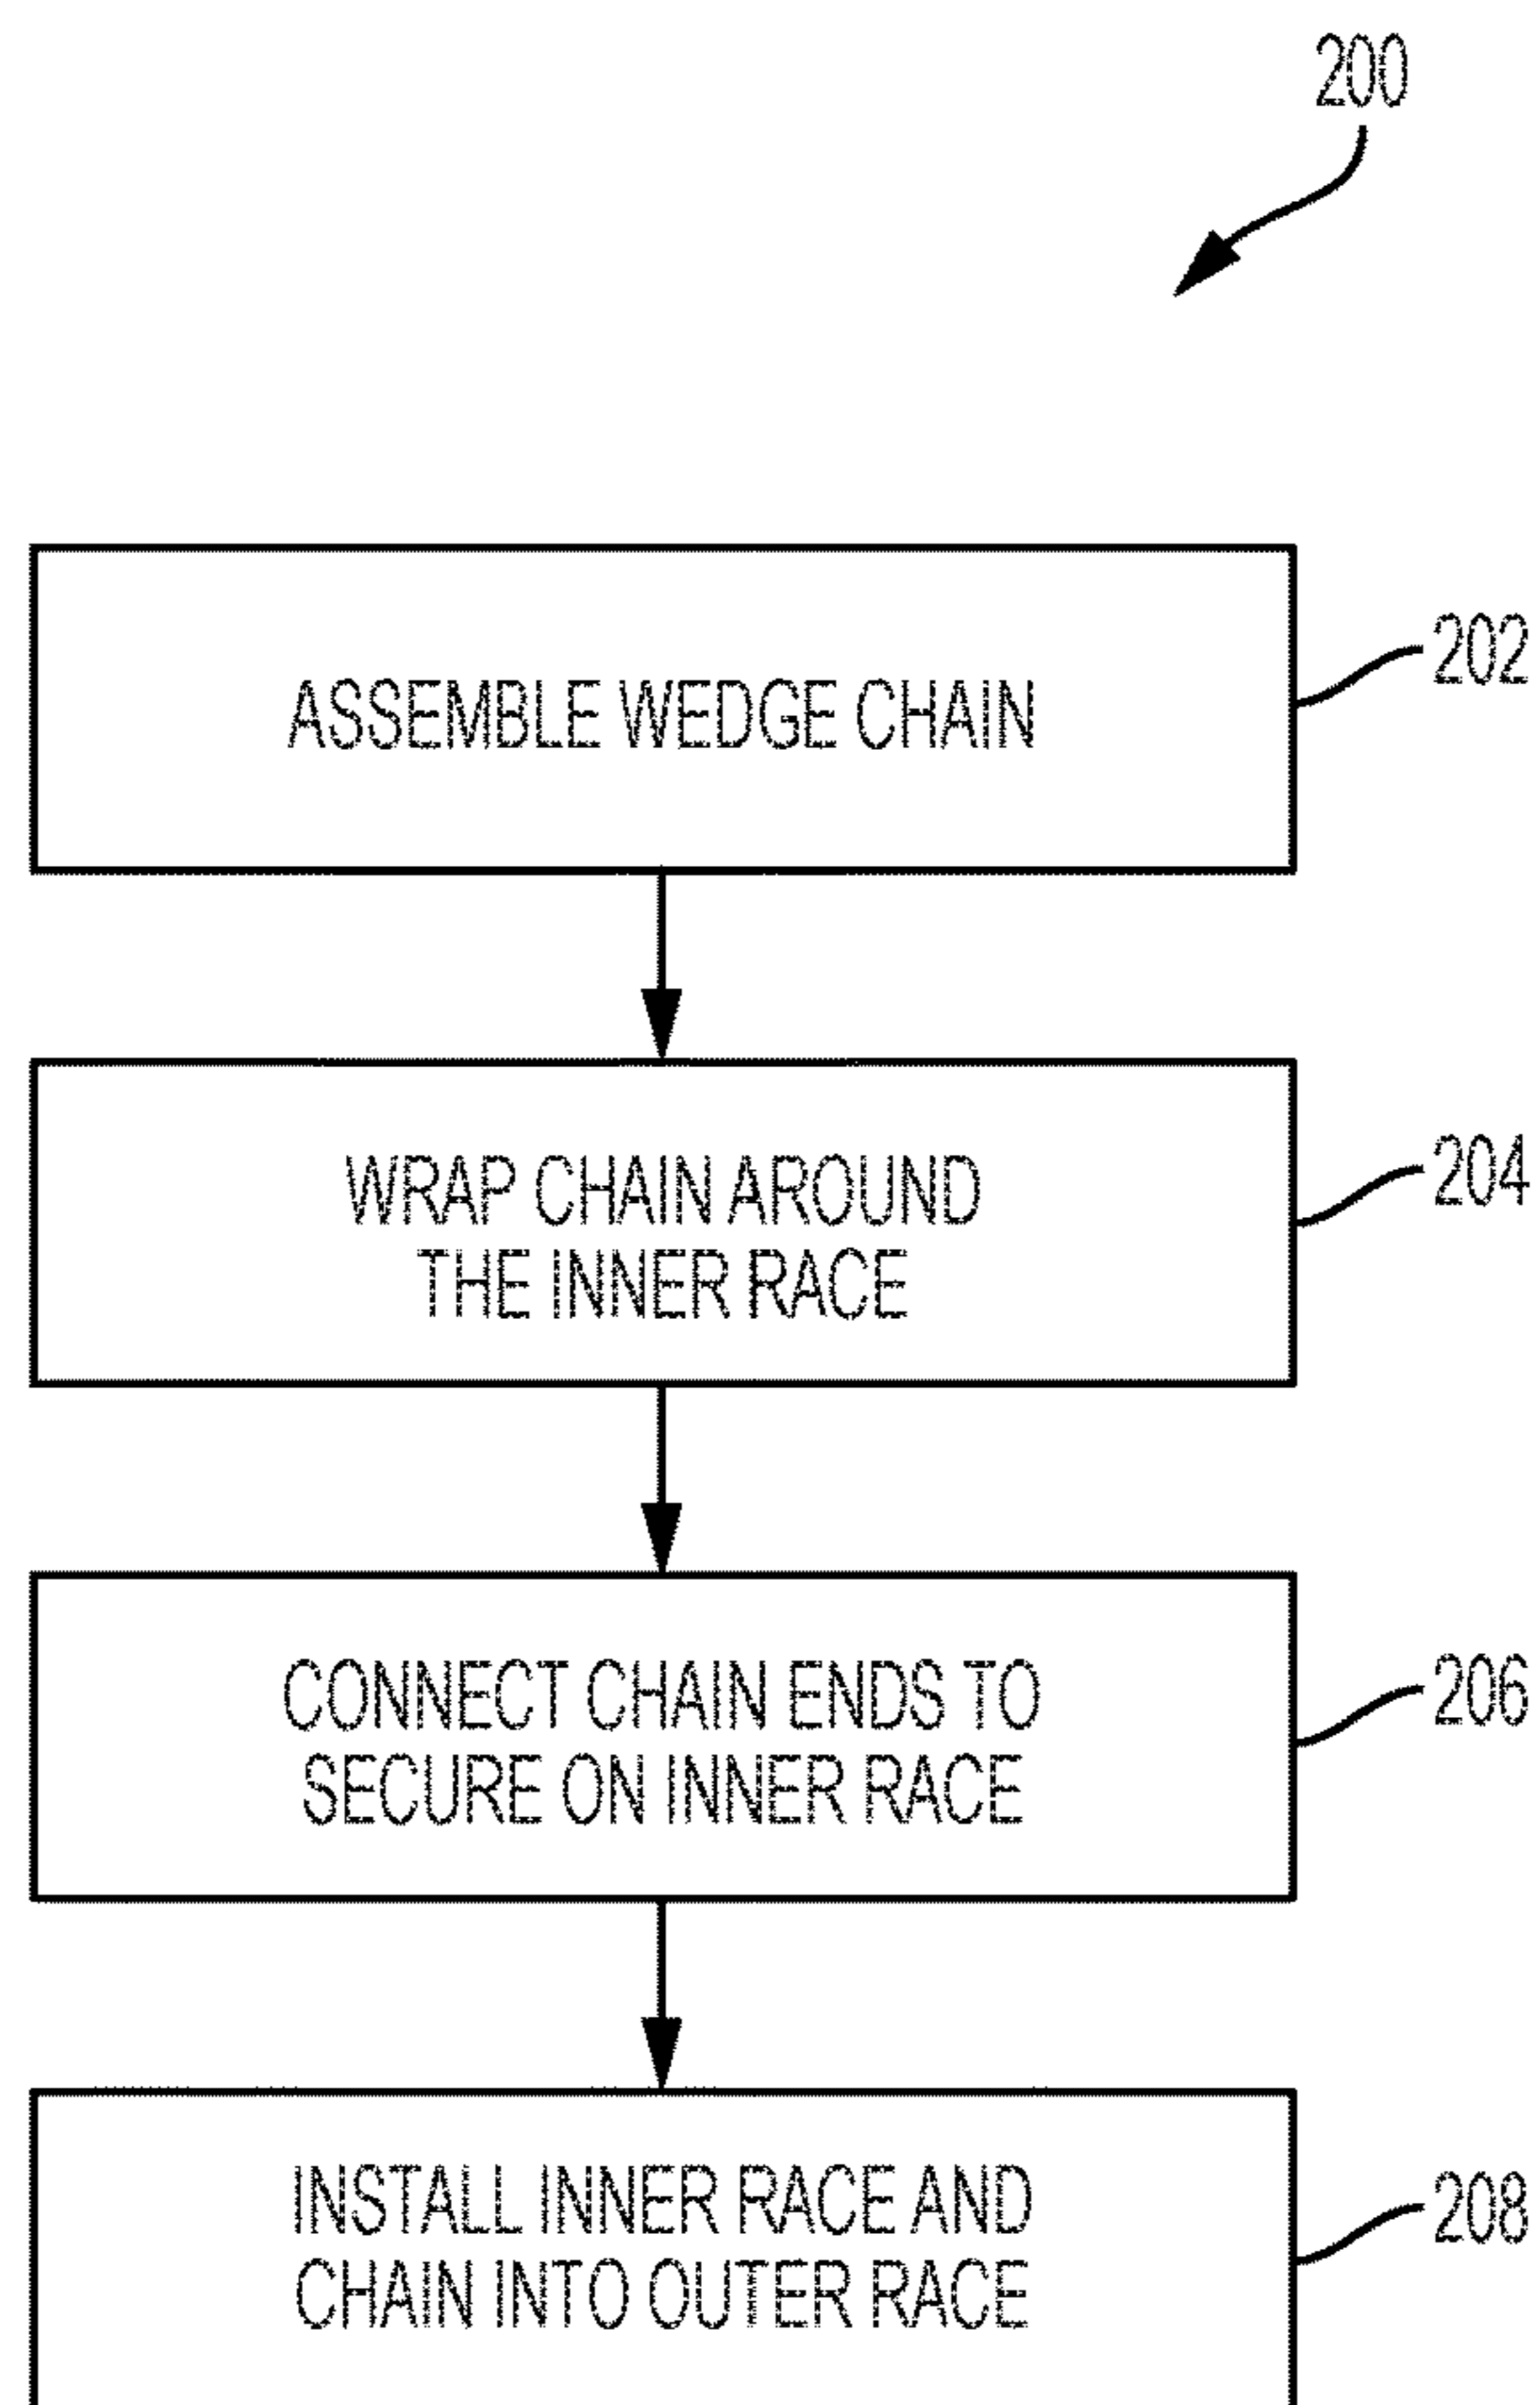 200
ASSEMBLE WEDGE CHAIN
202
WRAP CHAIN AROUND
THE INNER RACE
204
CONNECT CHAIN ENDS TO
SECURE ON INNER RACE
206
INSTALL INNER RACE AND
CHAIN INTO OUTER RACE
208